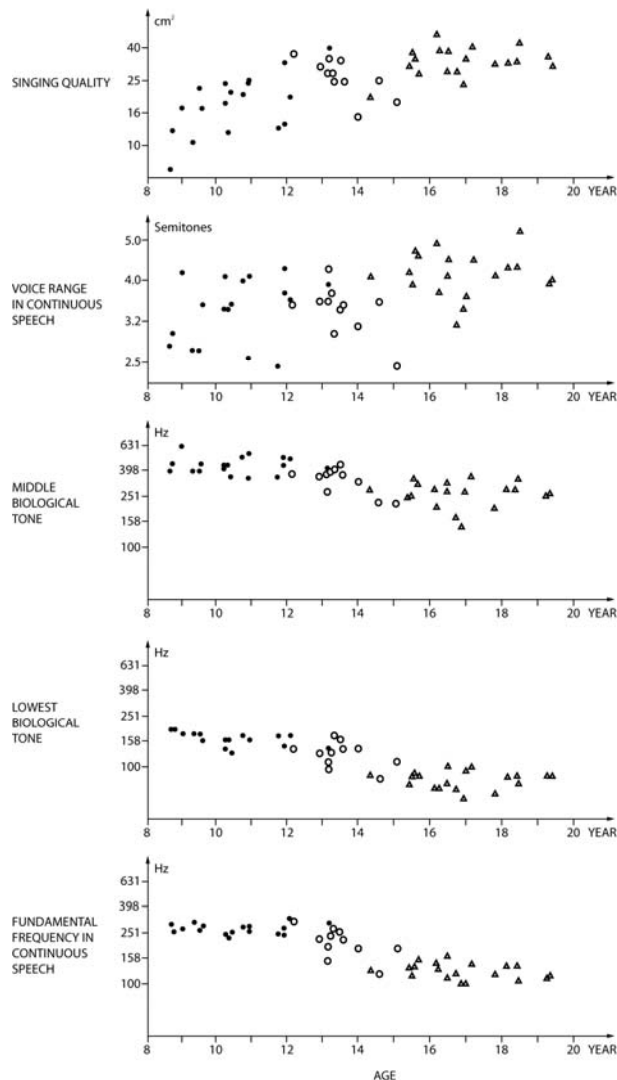 cm²
SINGING QUALITY
40
25
16
10
8 10 12 14 16 18 20 YEAR
Semitones
VOICE RANGE
IN CONTINUOUS
SPEECH
5.0
4.0
3.2
2.5
8 10 12 14 16 18 20 YEAR
Hz
MIDDLE
BIOLOGICAL
TONE
631
398
251
158
100
8 10 12 14 16 18 20 YEAR
Hz
LOWEST
BIOLOGICAL
TONE
631
398
251
158
100
8 10 12 14 16 18 20 YEAR
Hz
FUNDAMENTAL
FREQUENCY IN
CONTINUOUS
SPEECH
631
398
251
158
100
8 10 12 14 16 18 20 YEAR
AGE